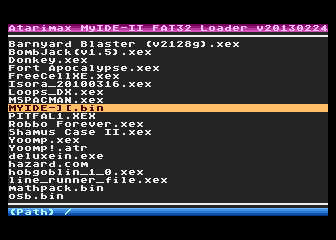 Atarimax MyIDE-II FAT32 Loader v20130224
Barnyard Blaster (v2128g).xex
BombJack(v1.5).xex
Donkey.xex
Fort Apocalypse.xex
FreeCellXE.xex
Isora_20100316.xex
Loops_DX.xex
MSPACMAN.xex
MYIDE-][.bin
PITFAL1.XEX
Robbo Forever.xex
Shamus Case II.xex
Yoomp.xex
Yoomp!.atr
deluxein.exe
hazard.com
hobgoblin_1_0.xex
line_runner_file.xex
mathpack.bin
osb.bin
(Path) /